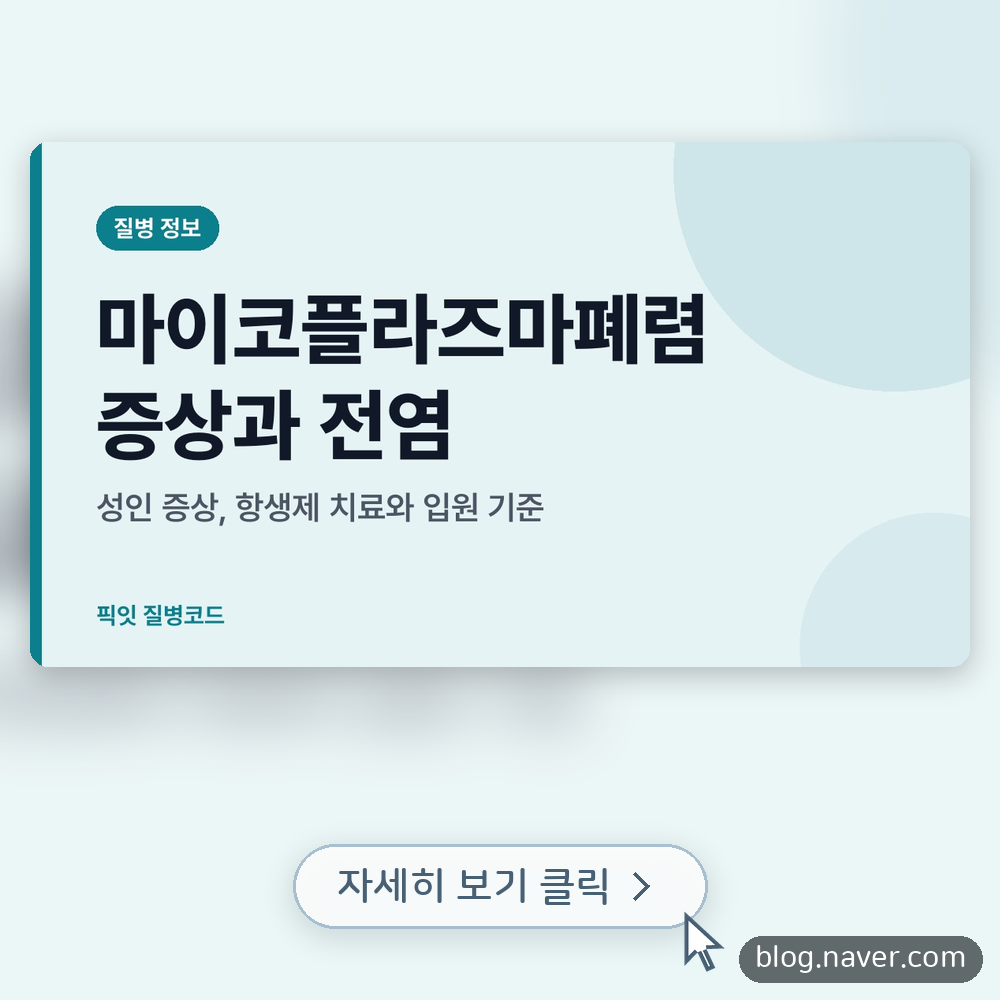 질병 정보
마이코플라즈마폐렴
증상과 전염
성인 증상, 항생제 치료와 입원 기준
픽잇 질병코드
자세히 보기 클릭
blog.naver.com